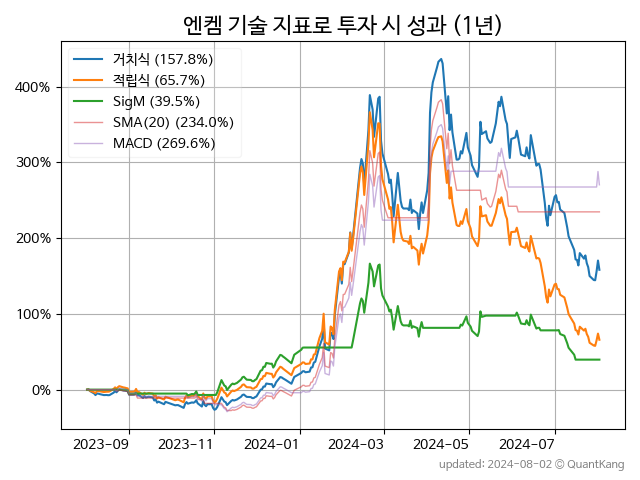 엔켐 기술 지표로 투자 시 성과 (1년)
거치식 (157.8%)
적립식 (65.7%)
SigM (39.5%)
SMA(20) (234.0%)
MACD (269.6%)
400%
300%
200%
100%
0%
2023-09 2023-11 2024-01 2024-03 2024-05 2024-07
updated: 2024-08-02 © QuantKang